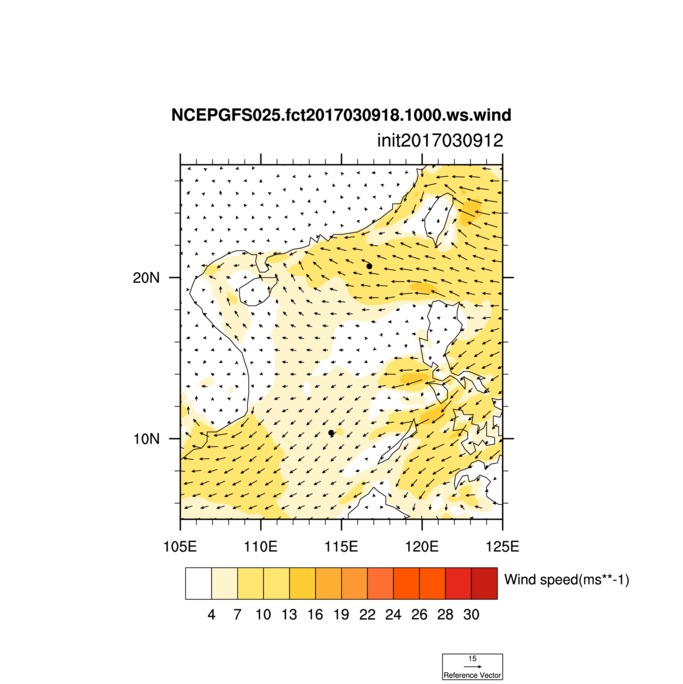 NCEPGFS025.fct2017030918.1000.ws.wind
init2017030912
20N
10N
105E 110E 115E 120E 125E
Wind speed(ms**-1)
4 7 10 13 16 19 22 24 26 28 30
15
Reference Vector